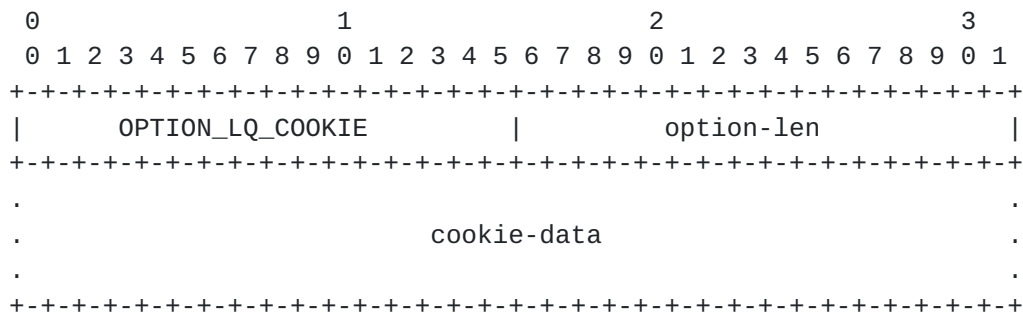 0                   1                   2                   3
 0 1 2 3 4 5 6 7 8 9 0 1 2 3 4 5 6 7 8 9 0 1 2 3 4 5 6 7 8 9 0 1
+-+-+-+-+-+-+-+-+-+-+-+-+-+-+-+-+-+-+-+-+-+-+-+-+-+-+-+-+-+-+-+-+
|       OPTION_LQ_COOKIE        |         option-len            |
+-+-+-+-+-+-+-+-+-+-+-+-+-+-+-+-+-+-+-+-+-+-+-+-+-+-+-+-+-+-+-+-+
.                                                               .
.                          cookie-data                          .
.                                                               .
+-+-+-+-+-+-+-+-+-+-+-+-+-+-+-+-+-+-+-+-+-+-+-+-+-+-+-+-+-+-+-+-+